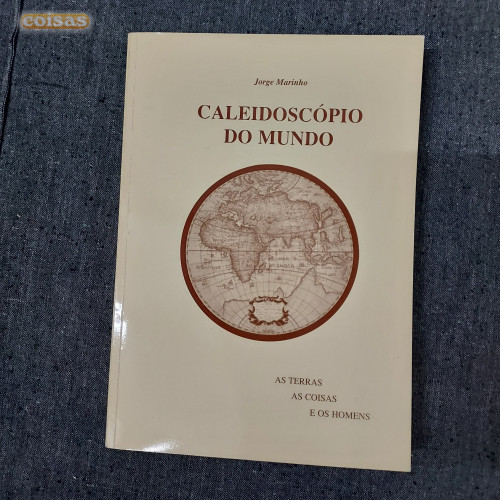 coisas
Jorge Marinho
CALEIDOSCÓPIO
DO MUNDO
AS TERRAS
AS COISAS
E OS HOMENS